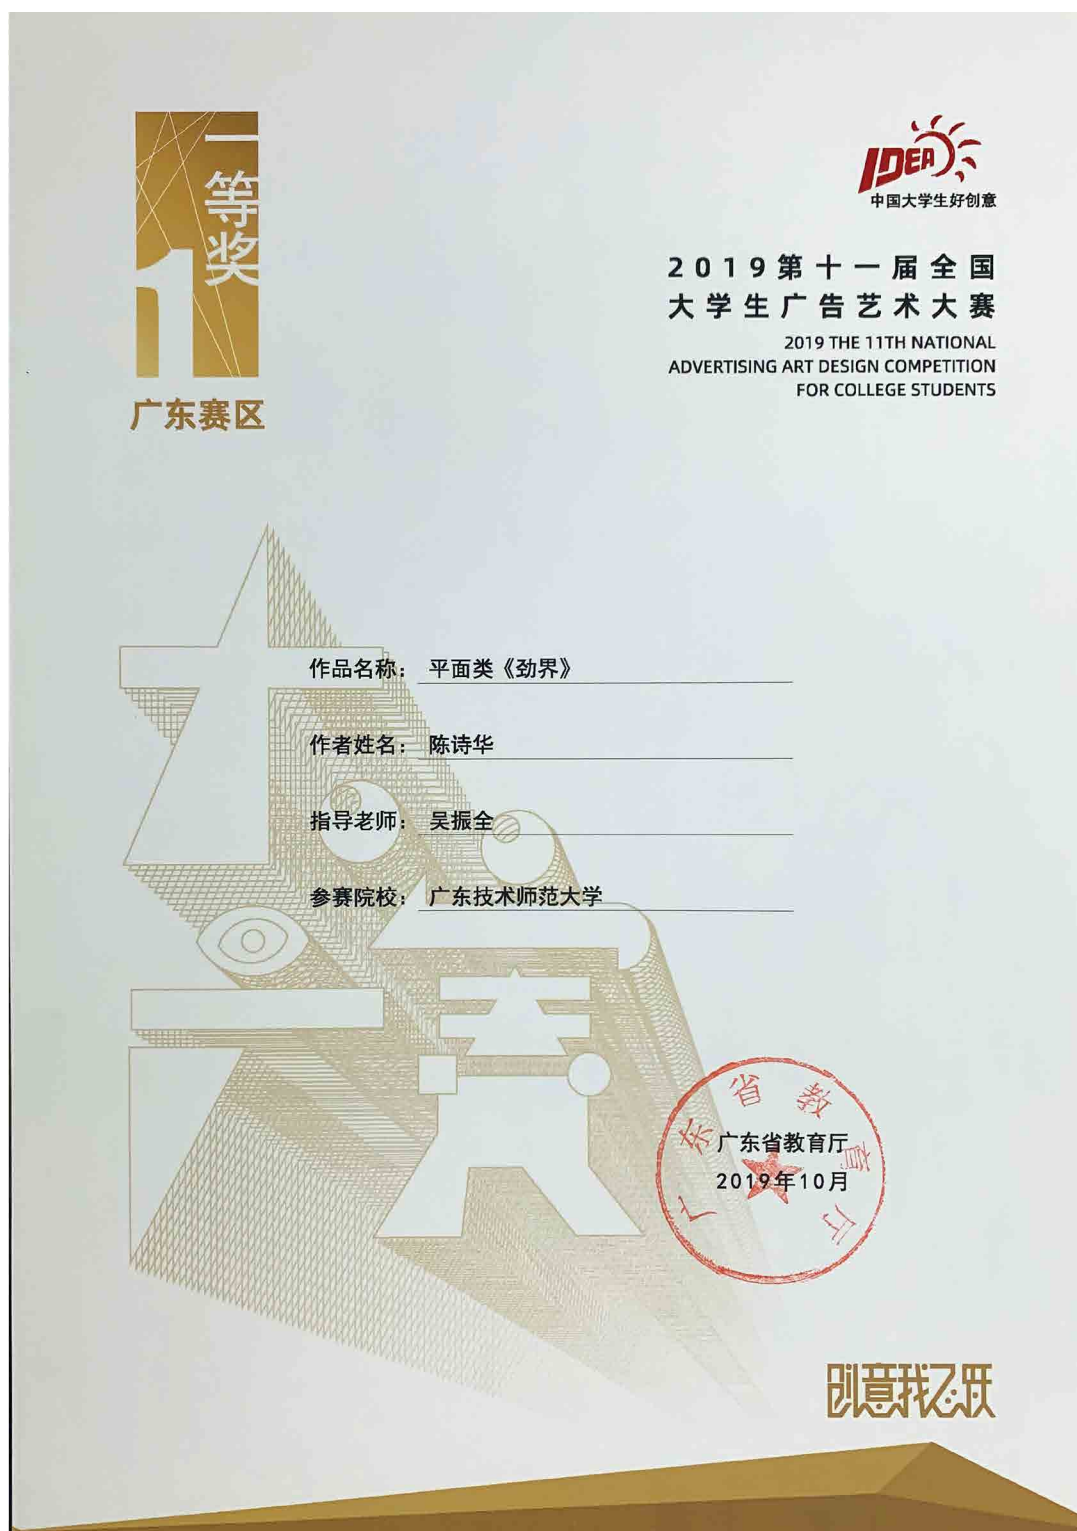 一等奖
1
广东赛区
IDEA
中国大学生好创意
2019第十一届全国
大学生广告艺术大赛
2019 THE 11TH NATIONAL
ADVERTISING ART DESIGN COMPETITION
FOR COLLEGE STUDENTS
作品名称： 平面类《劲界》
作者姓名： 陈诗华
指导老师： 吴振全
参赛院校： 广东技术师范大学
大广赛
广东省教育厅
广东省教育厅
2019年10月